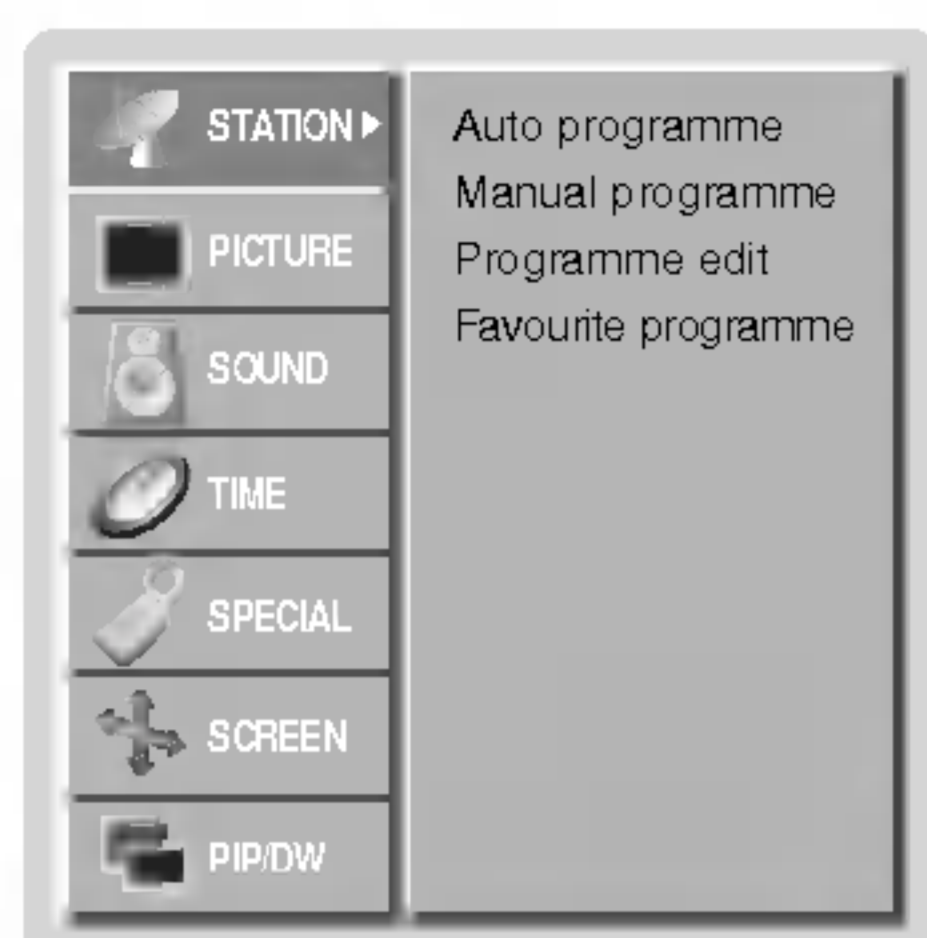 STATION
PICTURE
SOUND
TIME
SPECIAL
SCREEN
PIP/DW
Auto programme
Manual programme
Programme edit
Favourite programme